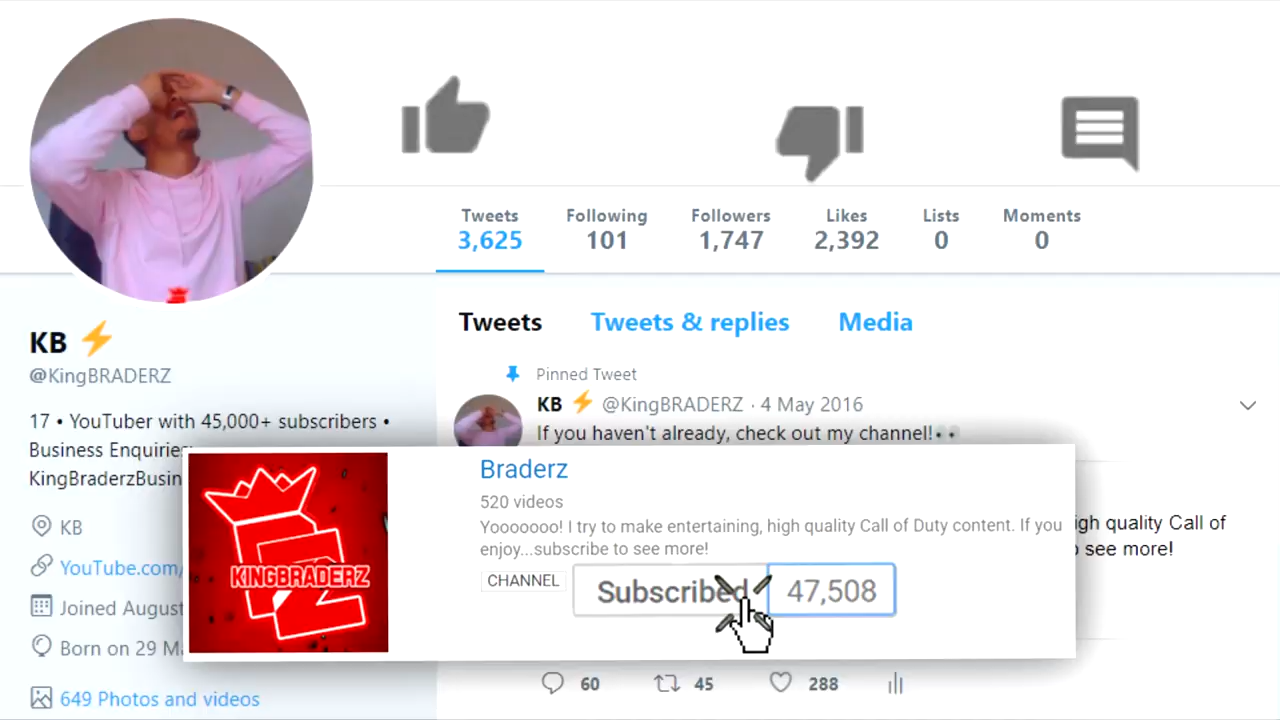 Tweets Following Followers Likes Lists Moments
3,625 101 1,747 2,392 0 0
Tweets Tweets & replies Media
Pinned Tweet
KB ⚡ @KingBRADERZ · 4 May 2016
If you haven't already, check out my channel!👀
KB ⚡
@KingBRADERZ
17 • YouTuber with 45,000+ subscribers •
Business Enquiries
KingBraderzBusin
KB
YouTube.com/
Joined August
Born on 29 Ma
649 Photos and videos
KINGBRADERZ
Braderz
520 videos
Yooooooo! I try to make entertaining, high quality Call of Duty content. If you
enjoy...subscribe to see more!
CHANNEL Subscribed 47,508
igh quality Call of
see more!
60 45 288